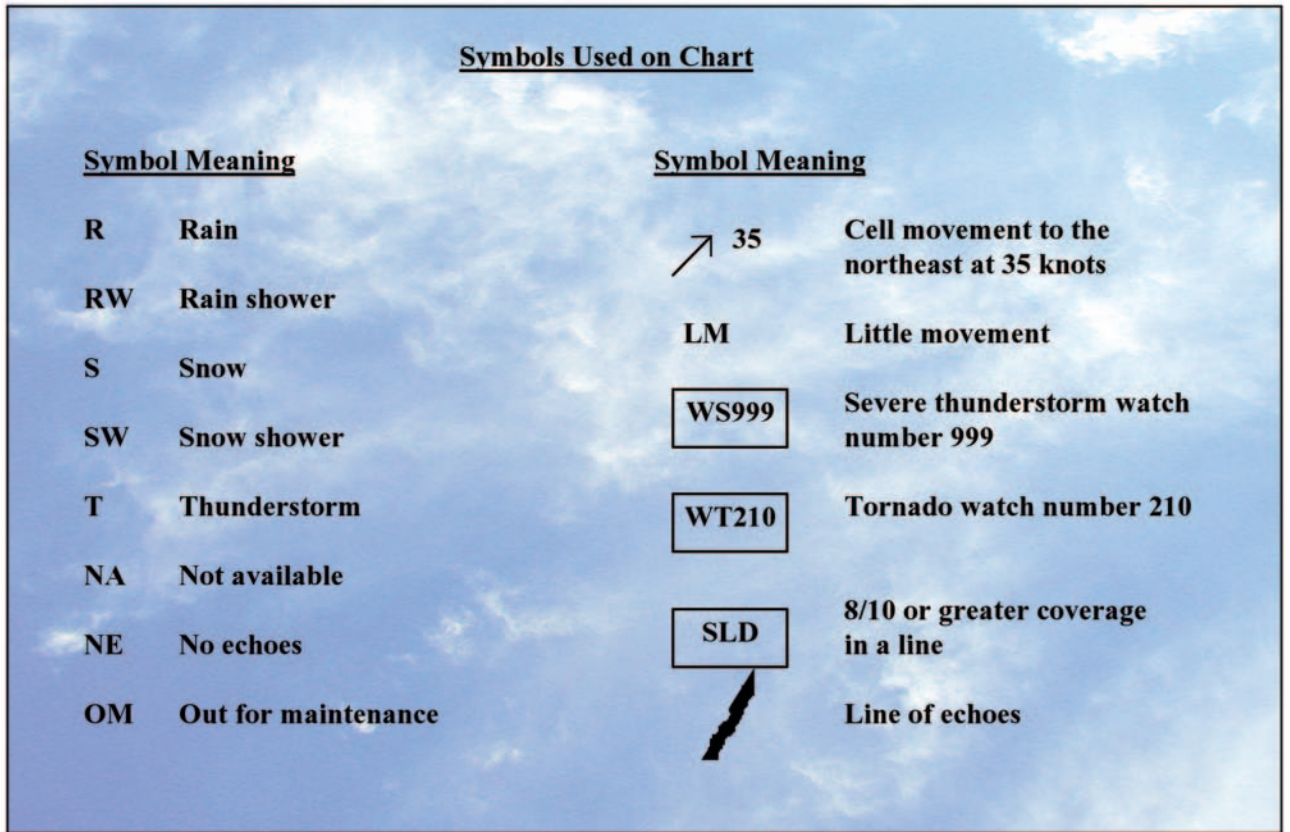 Symbols Used on Chart
Symbol Meaning
R Rain
RW Rain shower
S Snow
SW Snow shower
T Thunderstorm
NA Not available
NE No echoes
OM Out for maintenance
Symbol Meaning
35 Cell movement to the
northeast at 35 knots
LM Little movement
WS999 Severe thunderstorm watch
number 999
WT210 Tornado watch number 210
SLD 8/10 or greater coverage
in a line
Line of echoes